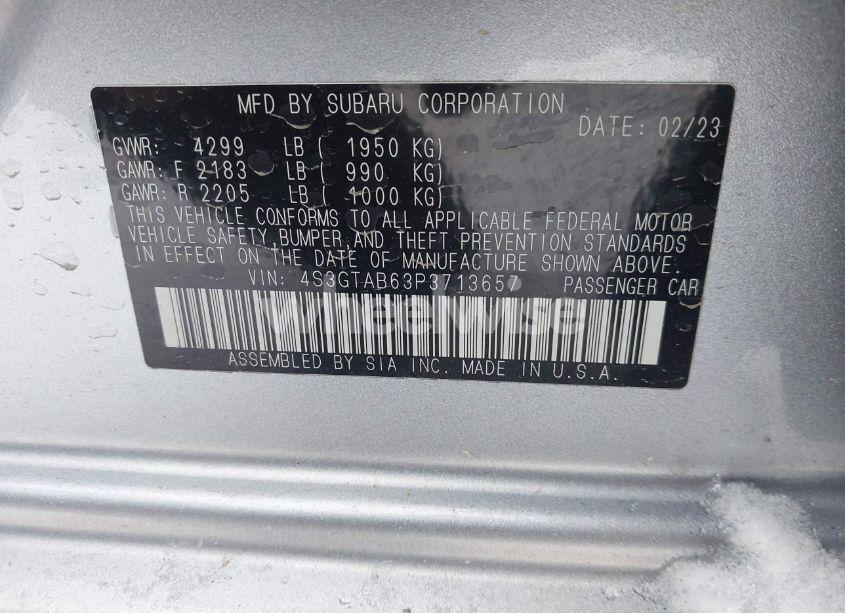 MFD BY SUBARU CORPORATION
DATE: 02/23
GVWR: 4299 LB ( 1950 KG)
GAWR: F 2183 LB ( 990 KG)
GAWR: R 2205 LB ( 1000 KG)
THIS VEHICLE CONFORMS TO ALL APPLICABLE FEDERAL MOTOR
VEHICLE SAFETY, BUMPER, AND THEFT PREVENTION STANDARDS
IN EFFECT ON THE DATE OF MANUFACTURE SHOWN ABOVE.
VIN: 4S3GTAB63P3713657 PASSENGER CAR
WheelWise
ASSEMBLED BY SIA INC. MADE IN U.S.A.